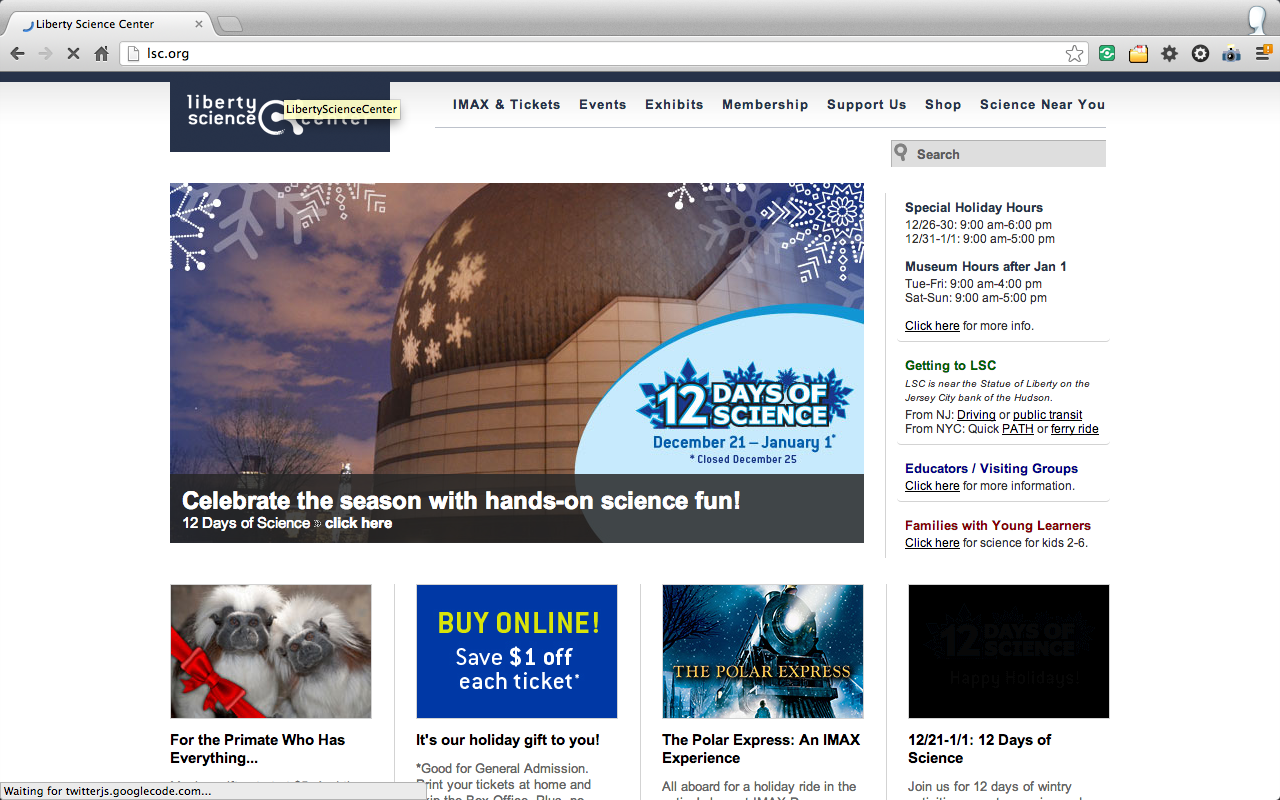 Liberty Science Center
lsc.org
liberty
science center
LibertyScienceCenter
IMAX & Tickets Events Exhibits Membership Support Us Shop Science Near You
Search
12 DAYS OF
SCIENCE
December 21 – January 1*
* Closed December 25
Celebrate the season with hands-on science fun!
12 Days of Science » click here
Special Holiday Hours
12/26-30: 9:00 am-6:00 pm
12/31-1/1: 9:00 am-5:00 pm
Museum Hours after Jan 1
Tue-Fri: 9:00 am-4:00 pm
Sat-Sun: 9:00 am-5:00 pm
Click here for more info.
Getting to LSC
LSC is near the Statue of Liberty on the
Jersey City bank of the Hudson.
From NJ: Driving or public transit
From NYC: Quick PATH or ferry ride
Educators / Visiting Groups
Click here for more information.
Families with Young Learners
Click here for science for kids 2-6.
For the Primate Who Has
Everything...
BUY ONLINE!
Save $1 off
each ticket*
It's our holiday gift to you!
*Good for General Admission.
Print your tickets at home and
THE POLAR EXPRESS
The Polar Express: An IMAX
Experience
All aboard for a holiday ride in the
12 DAYS OF
SCIENCE
Happy Holidays!
12/21-1/1: 12 Days of
Science
Join us for 12 days of wintry
Waiting for twitterjs.googlecode.com...